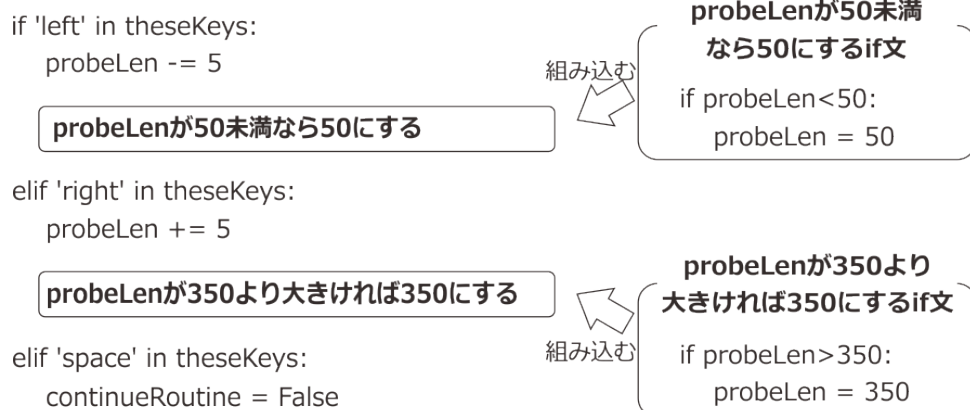 if 'left' in theseKeys:
probeLen -= 5
probeLenが50未満なら50にする
elif 'right' in theseKeys:
probeLen += 5
probeLenが350より大きければ350にする
elif 'space' in theseKeys:
continueRoutine = False
組み込む
probeLenが50未満
なら50にするif文
if probeLen<50:
probeLen = 50
組み込む
probeLenが350より
大きければ350にするif文
if probeLen>350:
probeLen = 350